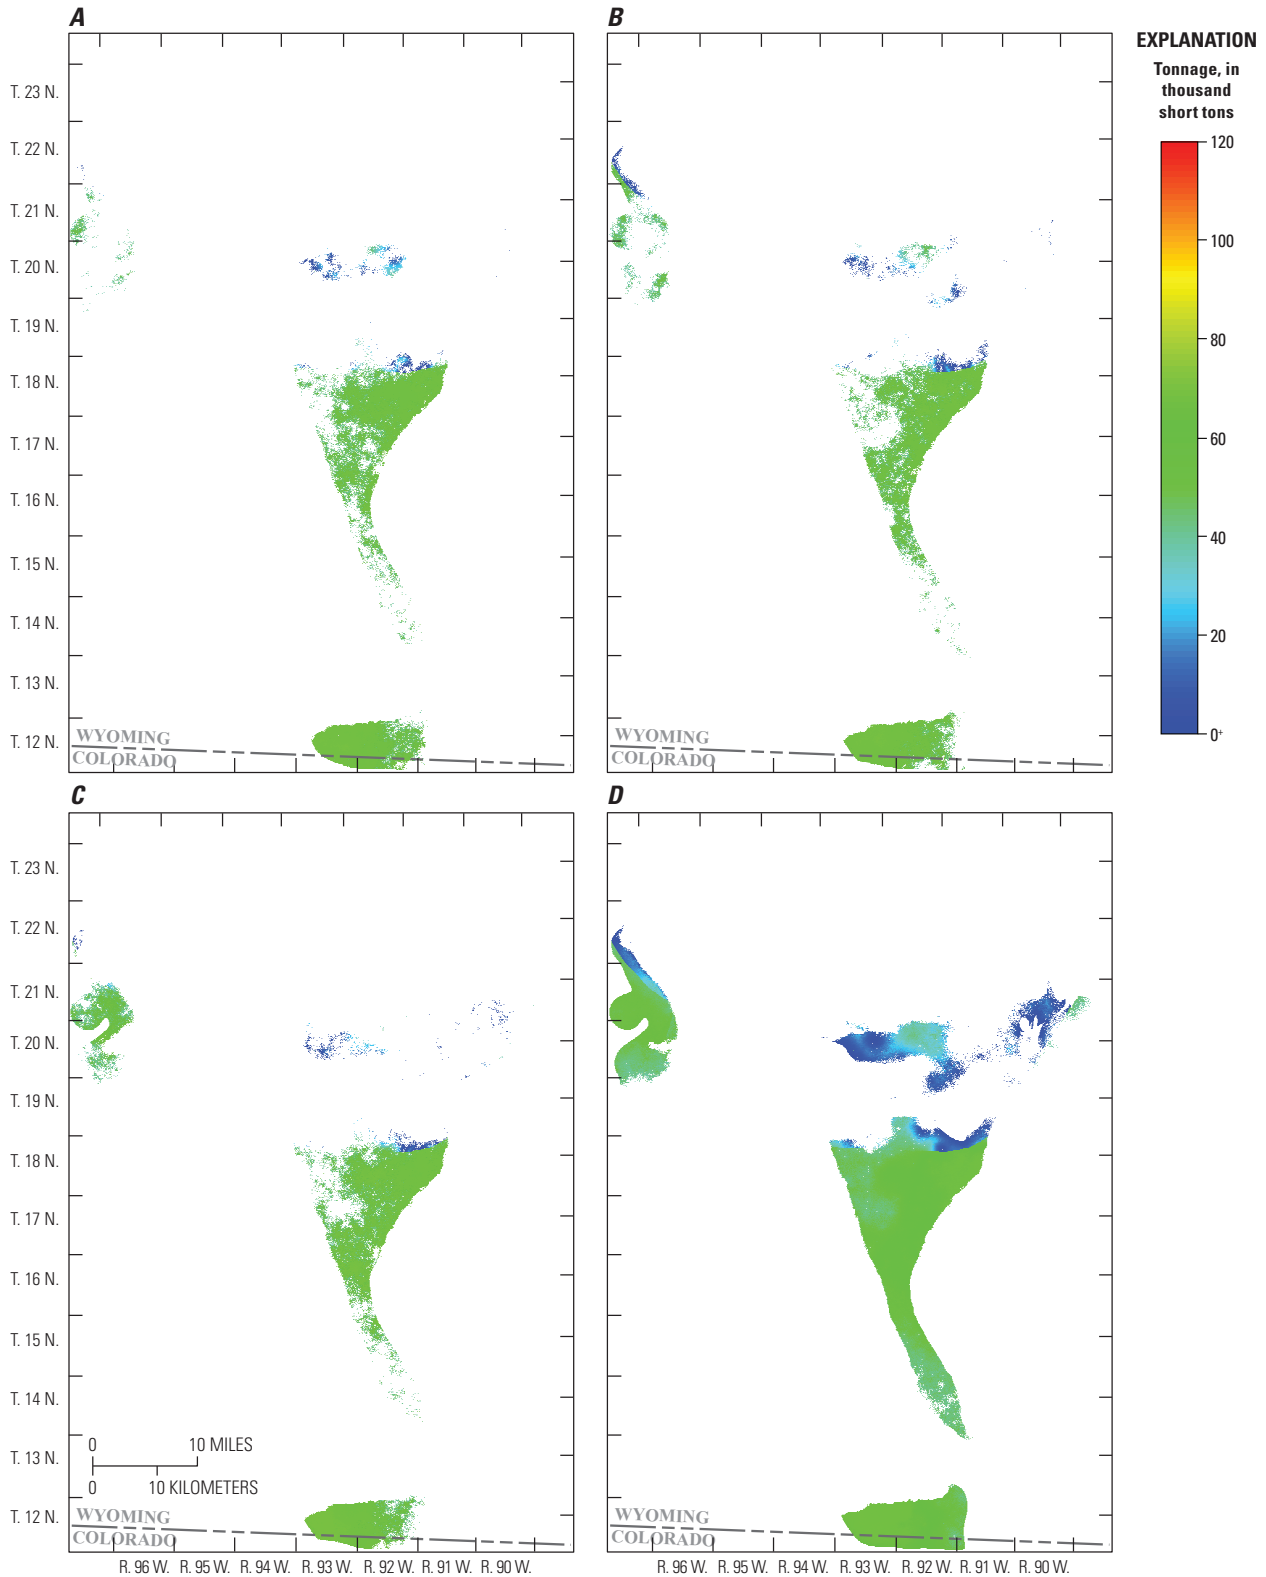 A
B
EXPLANATION
Tonnage, in
thousand
short tons
120
100
80
60
40
20
0+
T. 23 N.
T. 22 N.
T. 21 N.
T. 20 N.
T. 19 N.
T. 18 N.
T. 17 N.
T. 16 N.
T. 15 N.
T. 14 N.
T. 13 N.
T. 12 N.
WYOMING
COLORADO
WYOMING
COLORADO
C
D
T. 23 N.
T. 22 N.
T. 21 N.
T. 20 N.
T. 19 N.
T. 18 N.
T. 17 N.
T. 16 N.
T. 15 N.
T. 14 N.
T. 13 N.
T. 12 N.
0 10 MILES
0 10 KILOMETERS
WYOMING
COLORADO
WYOMING
COLORADO
R. 96 W. R. 95 W. R. 94 W. R. 93 W. R. 92 W. R. 91 W. R. 90 W.
R. 96 W. R. 95 W. R. 94 W. R. 93 W. R. 92 W. R. 91 W. R. 90 W.